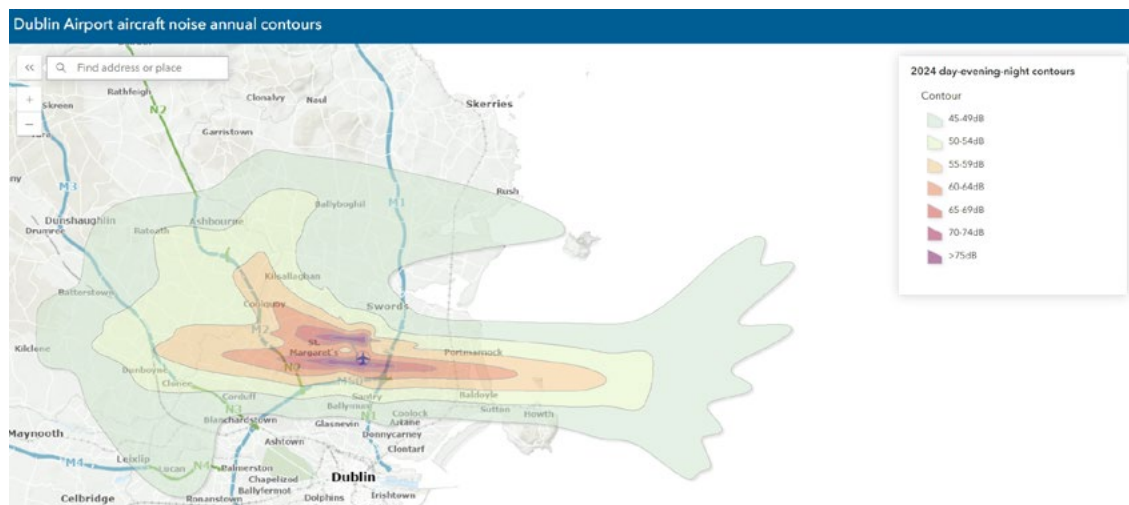 Dublin Airport aircraft noise annual contours
Find address or place
2024 day-evening-night contours
Contour
45-49dB
50-54dB
55-59dB
60-64dB
65-69dB
70-74dB
>75dB
Skreen
Rathfeigh
N2
Clonalvy
Naul
Skerries
Garristown
M3
M1
Rush
Ballyboghil
Dunshaughlin
Drumree
Ratoath
Ashbourne
Kilsallaghan
Batterstown
Coolquoy
Swords
M2
Kilclone
St.
Margaret's
Portmarnock
N2
Dunboyne
M50
Clonee
Corduff
Santry
Baldoyle
Ballymun
Sutton
Howth
N3
Blanchardstown
N1
Coolock
Glasnevin
Artane
Maynooth
Donnycarney
Ashtown
Clontarf
Leixlip
M4
Lucan
N4
Palmerston
Chapelizod
Dublin
Ballyfermot
Celbridge
Ronanstown
Dolphins
Irishtown